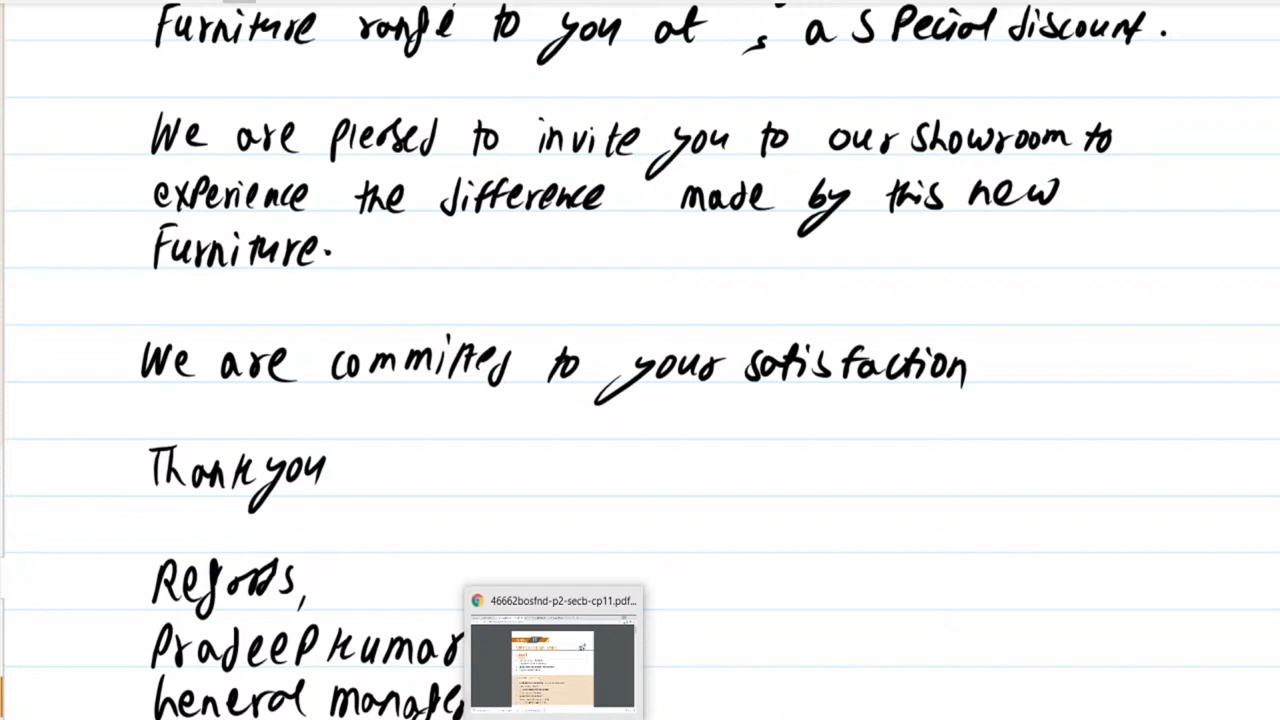 Furniture range to you at , a special discount.
We are pleased to invite you to our showroom to
experience the difference made by this new
Furniture.
We are committed to your satisfaction
Thank you
Regards,
Pradeep Kumar
General manager
46662bosfnd-p2-secb-cp11.pdf...